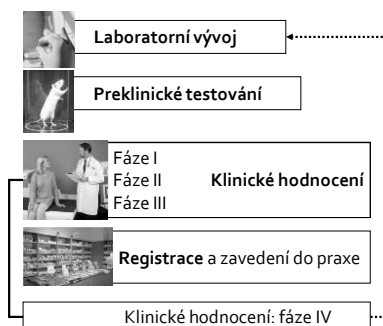 Laboratorní vývoj
Preklinické testování
Fáze I
Fáze II Klinické hodnocení
Fáze III
Registrace a zavedení do praxe
Klinické hodnocení: fáze IV